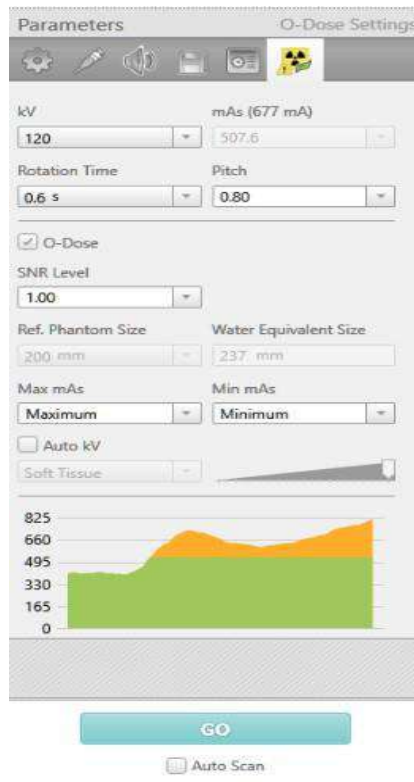 Parameters O-Dose Settings
kV mAs (677 mA)
120 507.6
Rotation Time Pitch
0.6 s 0.80
O-Dose
SNR Level
1.00
Ref. Phantom Size Water Equivalent Size
200 mm 237 mm
Max mAs Min mAs
Maximum Minimum
Auto kV
Soft Tissue
825
660
495
330
165
0
GO
Auto Scan